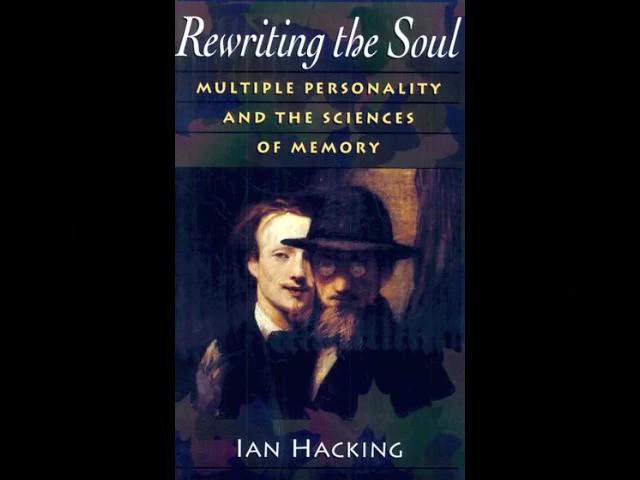 Rewriting the Soul
MULTIPLE PERSONALITY
AND THE SCIENCES
OF MEMORY
IAN HACKING